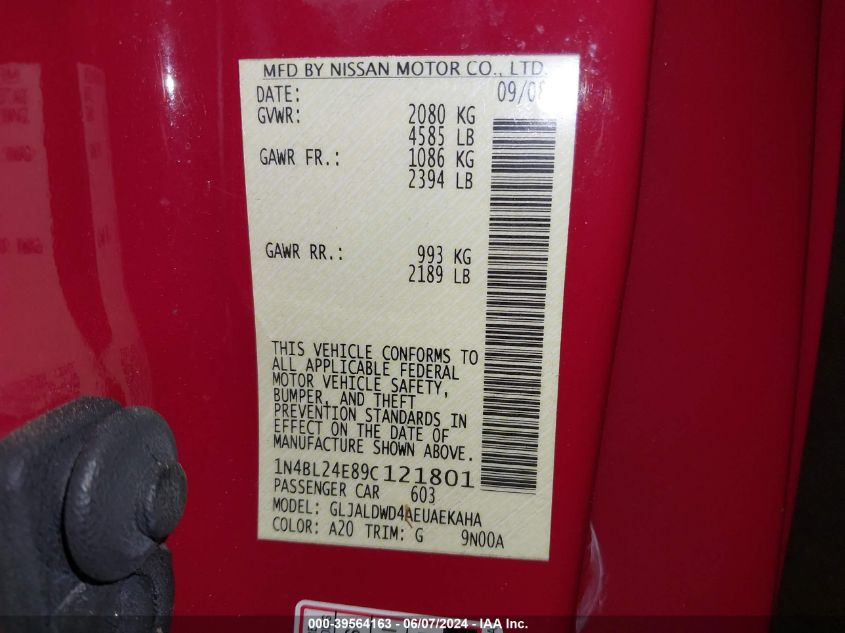 MFD BY NISSAN MOTOR CO., LTD.
DATE: 09/08
GVWR: 2080 KG
4585 LB
GAWR FR.: 1086 KG
2394 LB
GAWR RR.: 993 KG
2189 LB
THIS VEHICLE CONFORMS TO
ALL APPLICABLE FEDERAL
MOTOR VEHICLE SAFETY,
BUMPER, AND THEFT
PREVENTION STANDARDS IN
EFFECT ON THE DATE OF
MANUFACTURE SHOWN ABOVE.
1N4BL24E89C121801
PASSENGER CAR 603
MODEL: GLJALDWD4AEUAEKAHA
COLOR: A20 TRIM: G 9N00A
000-39564163 - 06/07/2024 - IAA Inc.